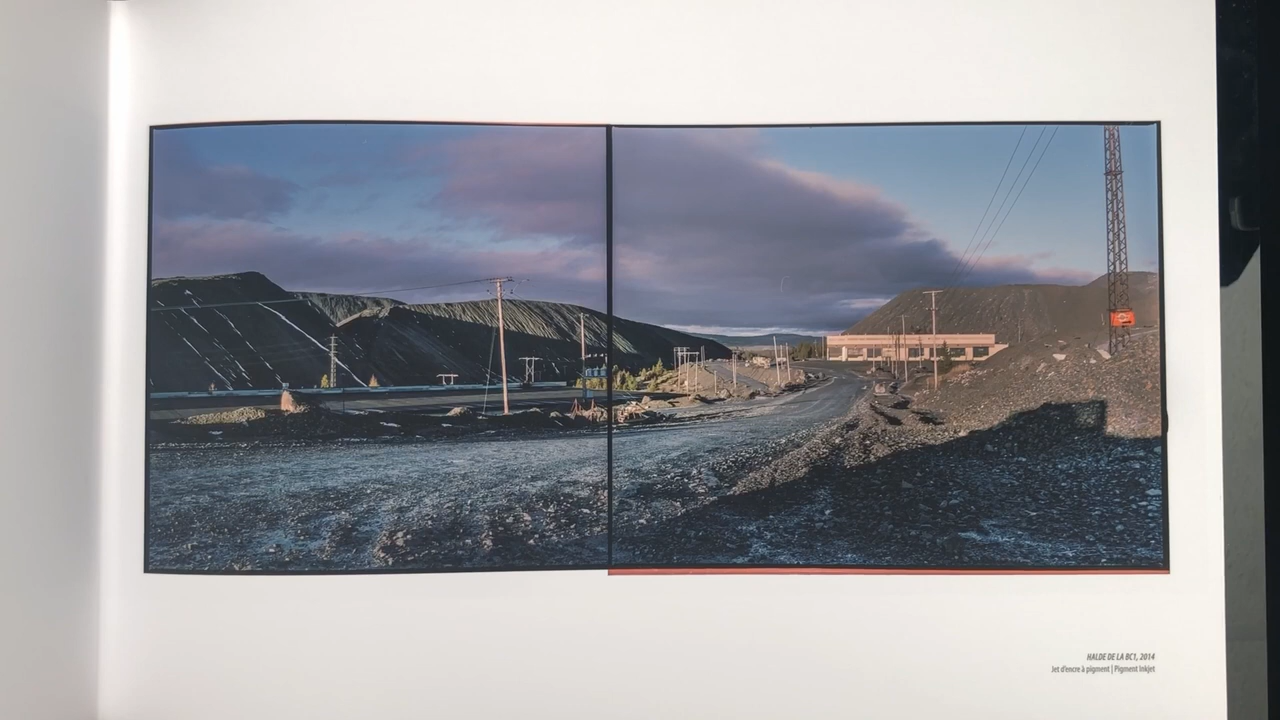 HALDE DE LA BC1, 2014
Jet d'encre à pigment | Pigment Inkjet